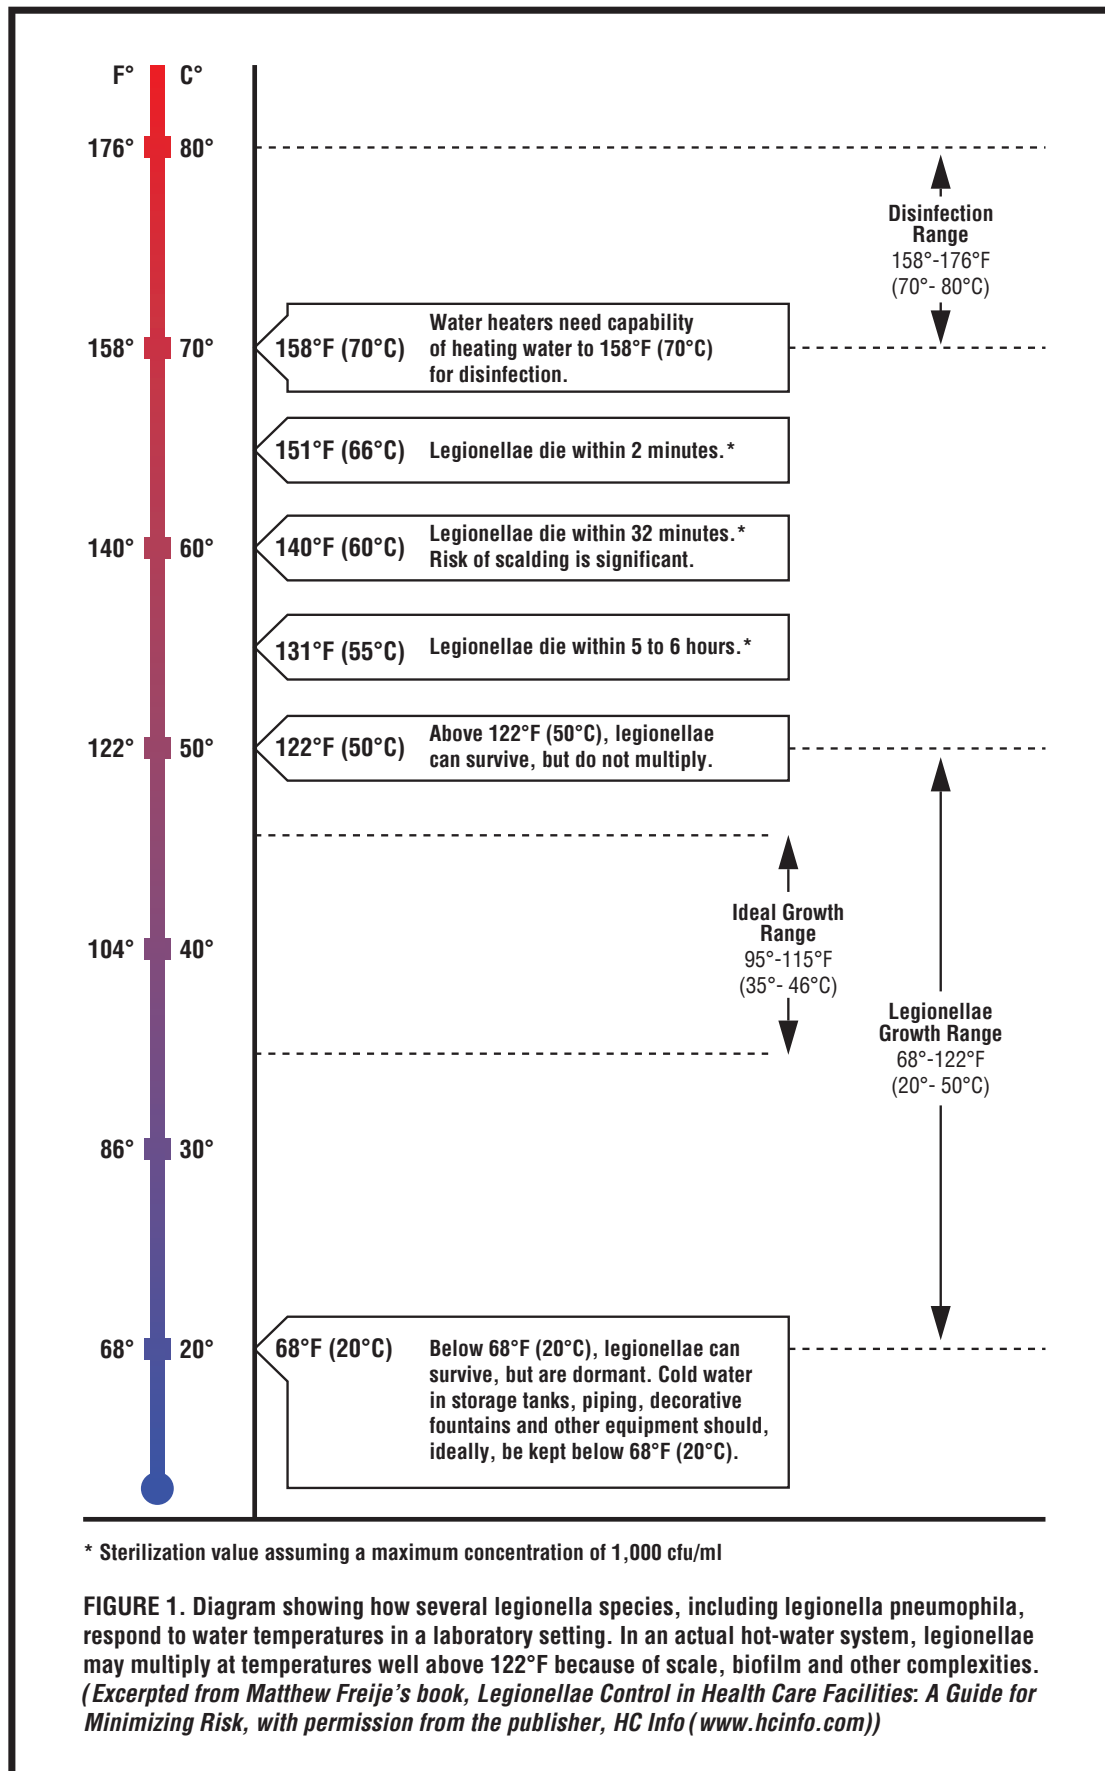 F° C°
176° 80°
Disinfection
Range
158°-176°F
(70°- 80°C)
158° 70°
158°F (70°C)
Water heaters need capability
of heating water to 158°F (70°C)
for disinfection.
151°F (66°C) Legionellae die within 2 minutes.*
140° 60°
140°F (60°C)
Legionellae die within 32 minutes.*
Risk of scalding is significant.
131°F (55°C) Legionellae die within 5 to 6 hours.*
122° 50°
122°F (50°C)
Above 122°F (50°C), legionellae
can survive, but do not multiply.
Ideal Growth
Range
95°-115°F
(35°- 46°C)
104° 40°
Legionellae
Growth Range
68°-122°F
(20°- 50°C)
86° 30°
68° 20°
68°F (20°C)
Below 68°F (20°C), legionellae can
survive, but are dormant. Cold water
in storage tanks, piping, decorative
fountains and other equipment should,
ideally, be kept below 68°F (20°C).
* Sterilization value assuming a maximum concentration of 1,000 cfu/ml
FIGURE 1. Diagram showing how several legionella species, including legionella pneumophila,
respond to water temperatures in a laboratory setting. In an actual hot-water system, legionellae
may multiply at temperatures well above 122°F because of scale, biofilm and other complexities.
(Excerpted from Matthew Freije's book, Legionellae Control in Health Care Facilities: A Guide for
Minimizing Risk, with permission from the publisher, HC Info (www.hcinfo.com))